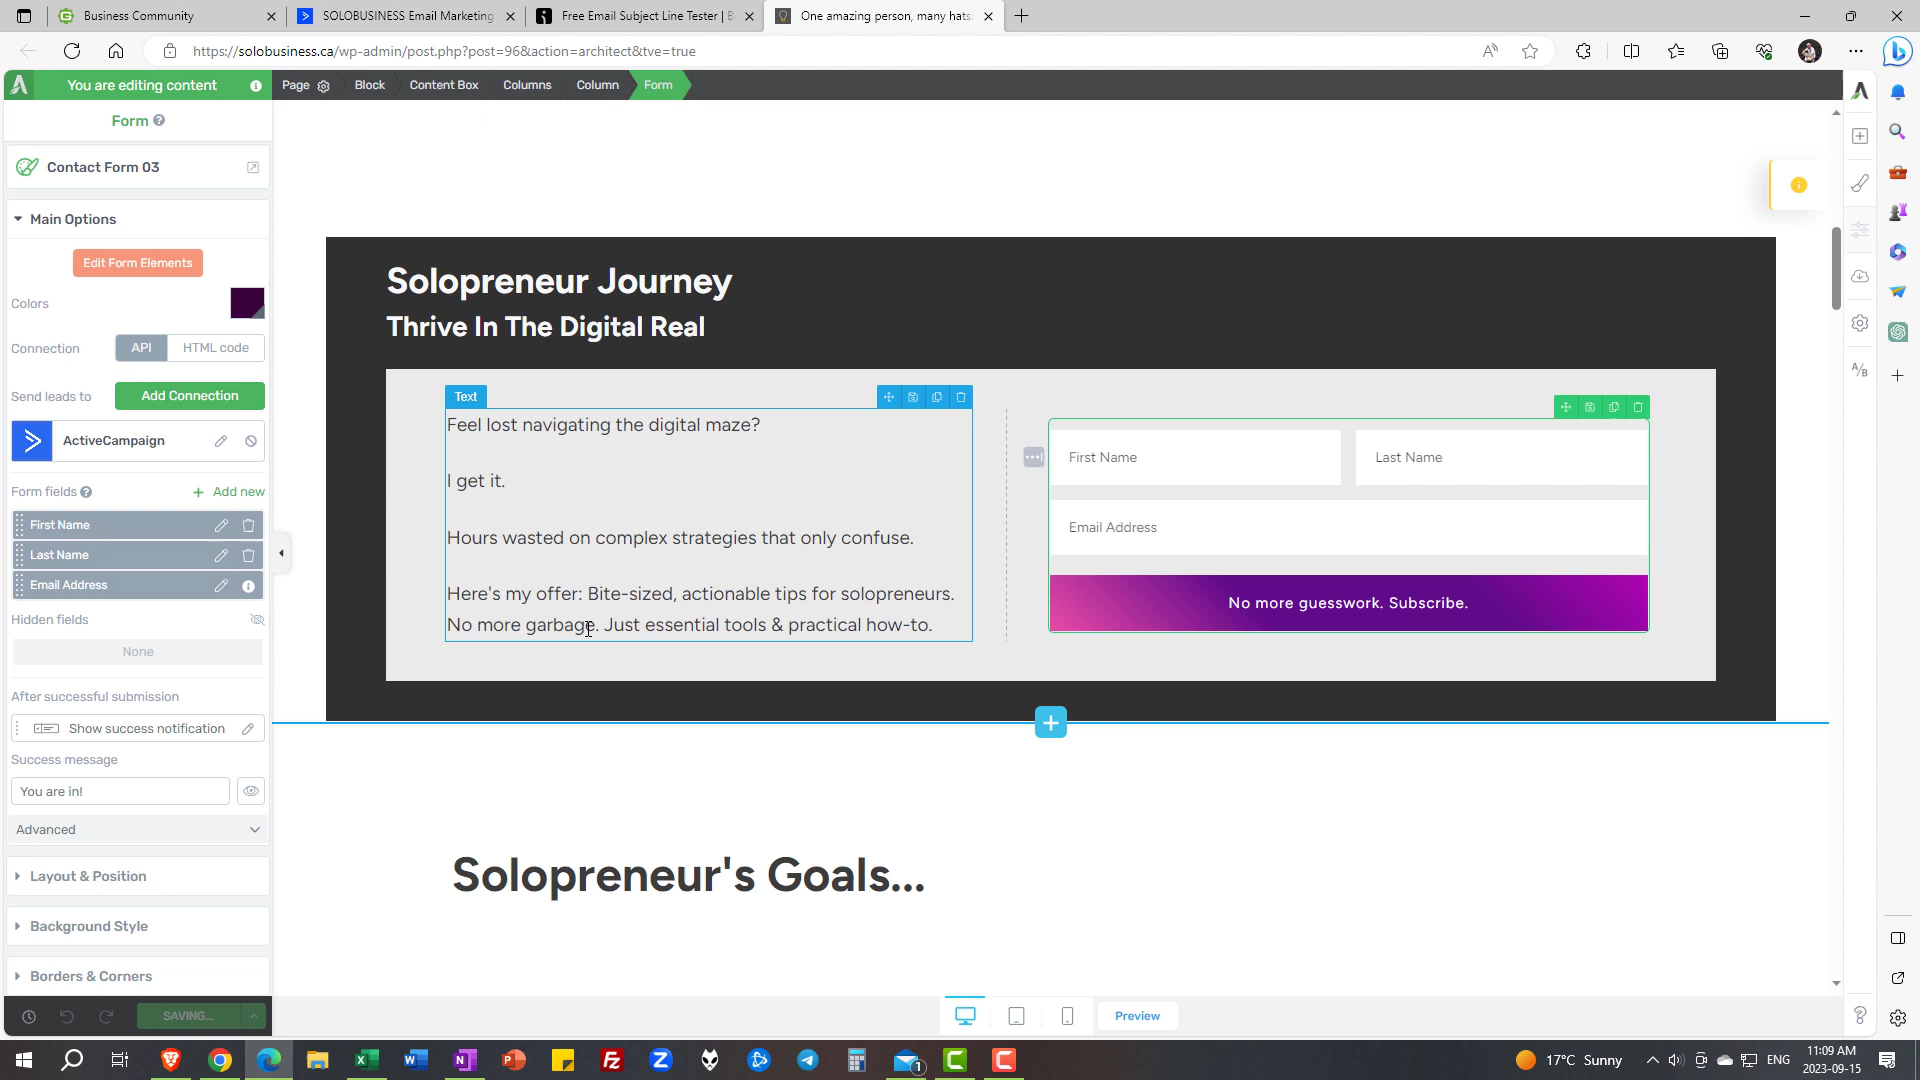 Business Community
SOLOBUSINESS Email Marketing
Free Email Subject Line Tester | B
One amazing person, many hats
https://solobusiness.ca/wp-admin/post.php?post=96&action=architect&tve=true
You are editing content
Page
Block
Content Box
Columns
Column
Form
Form
Contact Form 03
Main Options
Edit Form Elements
Colors
Connection
API
HTML code
Send leads to
Add Connection
ActiveCampaign
Form fields
+ Add new
First Name
Last Name
Email Address
Hidden fields
None
After successful submission
Show success notification
Success message
You are in!
Advanced
Layout & Position
Background Style
Borders & Corners
SAVING...
Solopreneur Journey
Thrive In The Digital Real
Text
Feel lost navigating the digital maze?
I get it.
Hours wasted on complex strategies that only confuse.
Here's my offer: Bite-sized, actionable tips for solopreneurs.
No more garbage. Just essential tools & practical how-to.
First Name
Last Name
Email Address
No more guesswork. Subscribe.
Solopreneur's Goals...
Preview
A/B
17°C Sunny
ENG
11:09 AM
2023-09-15